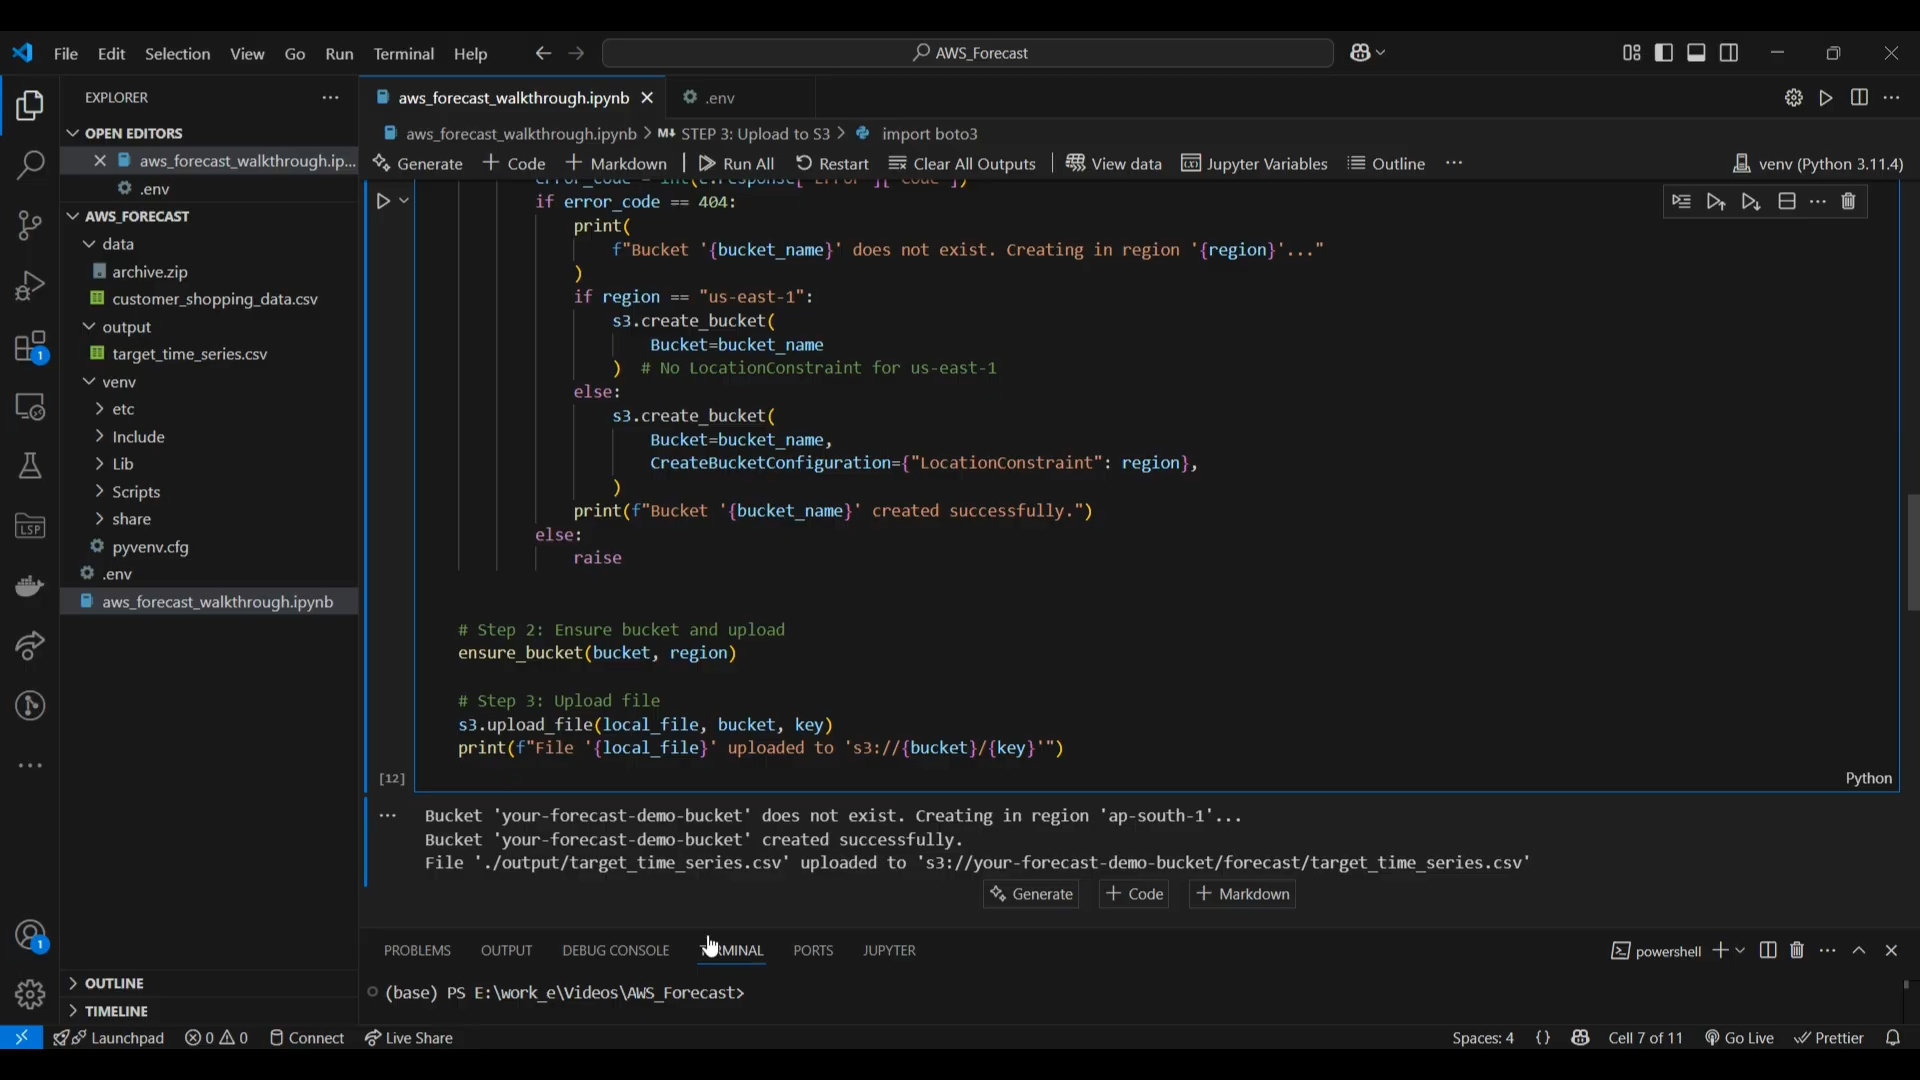 File Edit Selection View Go Run Terminal Help
AWS_Forecast
EXPLORER
OPEN EDITORS
aws_forecast_walkthrough.ip...
.env
AWS_FORECAST
data
archive.zip
customer_shopping_data.csv
output
target_time_series.csv
venv
etc
Include
Lib
Scripts
share
pyvenv.cfg
.env
aws_forecast_walkthrough.ipynb
OUTLINE
TIMELINE
LSP
1
1
aws_forecast_walkthrough.ipynb
.env
aws_forecast_walkthrough.ipynb > M↓ STEP 3: Upload to S3 > import boto3
Generate + Code + Markdown Run All Restart Clear All Outputs View data Jupyter Variables Outline ... venv (Python 3.11.4)
error_code = int(e.response["Error"]["Code"])
if error_code == 404:
print(
f"Bucket '{bucket_name}' does not exist. Creating in region '{region}'..."
)
if region == "us-east-1":
s3.create_bucket(
Bucket=bucket_name
) # No LocationConstraint for us-east-1
else:
s3.create_bucket(
Bucket=bucket_name,
CreateBucketConfiguration={"LocationConstraint": region},
)
print(f"Bucket '{bucket_name}' created successfully.")
else:
raise
# Step 2: Ensure bucket and upload
ensure_bucket(bucket, region)
# Step 3: Upload file
s3.upload_file(local_file, bucket, key)
print(f"File '{local_file}' uploaded to 's3://{bucket}/{key}'")
[12]
Python
Bucket 'your-forecast-demo-bucket' does not exist. Creating in region 'ap-south-1'...
Bucket 'your-forecast-demo-bucket' created successfully.
File './output/target_time_series.csv' uploaded to 's3://your-forecast-demo-bucket/forecast/target_time_series.csv'
Generate + Code + Markdown
PROBLEMS OUTPUT DEBUG CONSOLE TERMINAL PORTS JUPYTER
powershell
(base) PS E:\work_e\Videos\AWS_Forecast>
Launchpad 0 0 Connect Live Share
Spaces: 4 {} Cell 7 of 11 Go Live Prettier